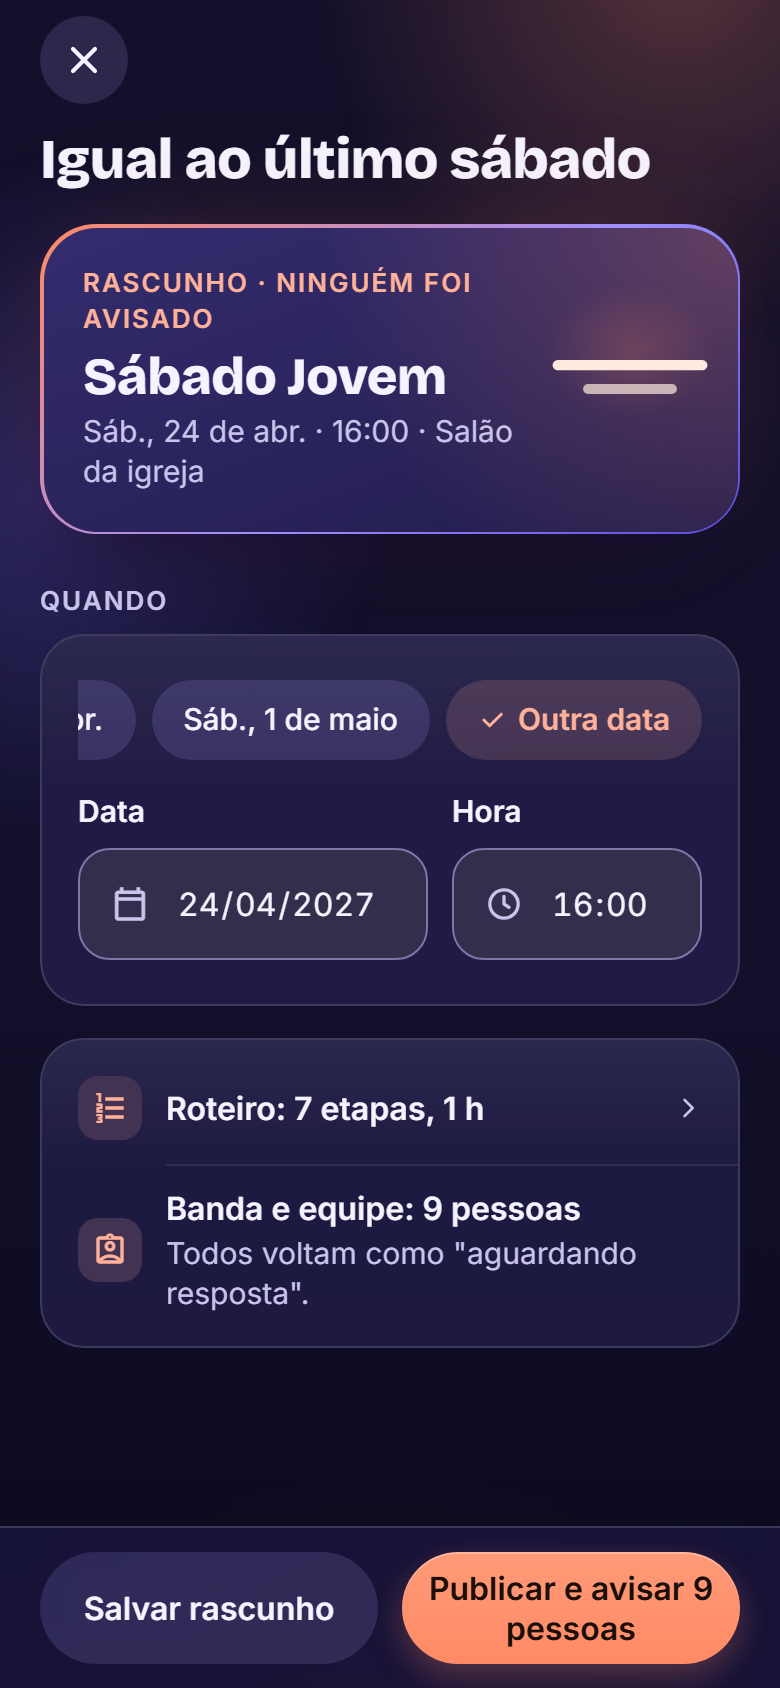 Igual ao último sábado
RASCUNHO · NINGUÉM FOI
AVISADO
Sábado Jovem
Sáb., 24 de abr. · 16:00 · Salão
da igreja
QUANDO
Sáb., 1 de maio
Outra data
Data
Hora
24/04/2027
16:00
Roteiro: 7 etapas, 1 h
Banda e equipe: 9 pessoas
Todos voltam como "aguardando
resposta".
Salvar rascunho
Publicar e avisar 9
pessoas